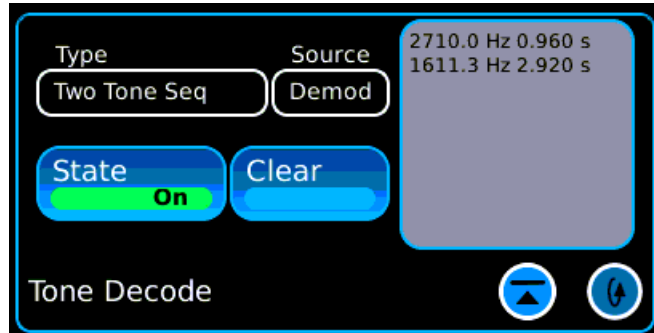 Type
Source
Two Tone Seq
Demod
State
On
Clear
2710.0 Hz 0.960 s
1611.3 Hz 2.920 s
Tone Decode